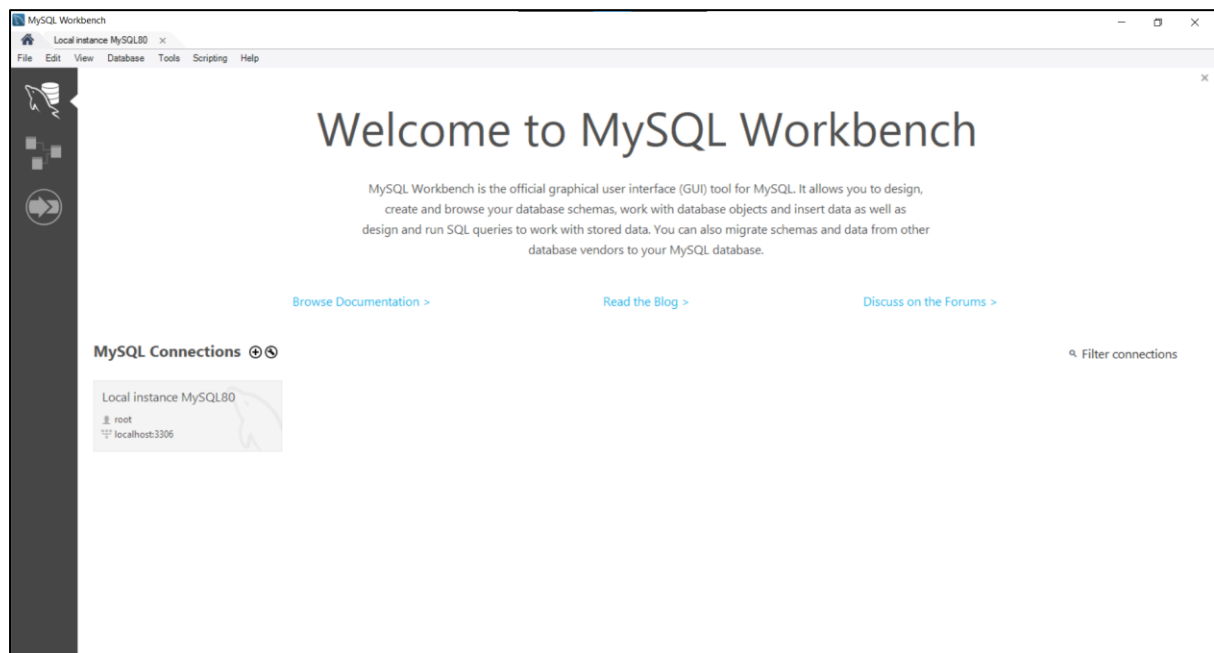 MySQL Workbench
Local instance MySQL80
File Edit View Database Tools Scripting Help
Welcome to MySQL Workbench
MySQL Workbench is the official graphical user interface (GUI) tool for MySQL. It allows you to design,
create and browse your database schemas, work with database objects and insert data as well as
design and run SQL queries to work with stored data. You can also migrate schemas and data from other
database vendors to your MySQL database.
Browse Documentation > Read the Blog > Discuss on the Forums >
MySQL Connections Filter connections
Local instance MySQL80
root
localhost:3306